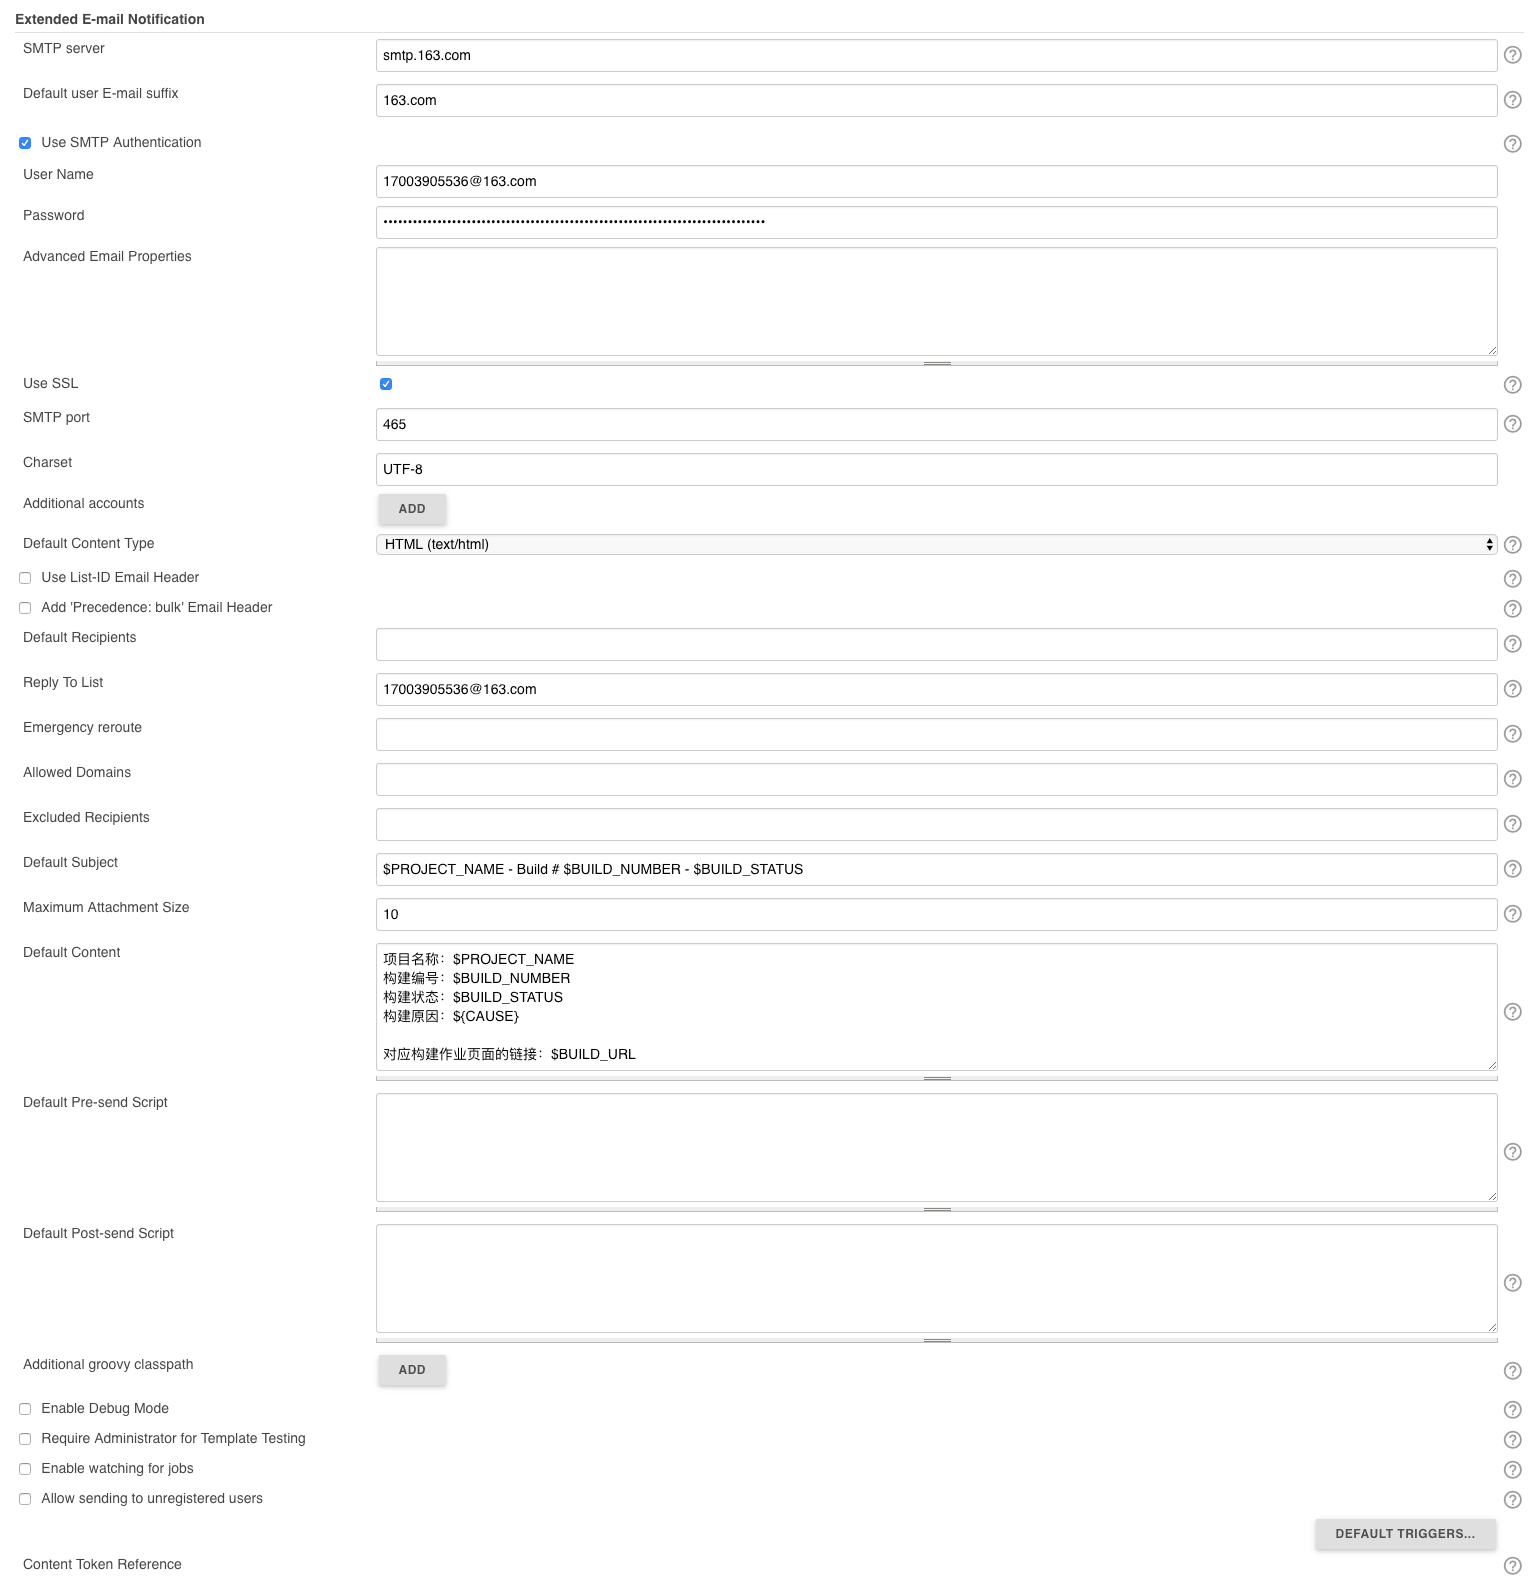 Extended E-mail Notification
SMTP server
smtp.163.com
Default user E-mail suffix
163.com
Use SMTP Authentication
User Name
17003905536@163.com
Password
Advanced Email Properties
Use SSL
SMTP port
465
Charset
UTF-8
Additional accounts
ADD
Default Content Type
HTML (text/html)
Use List-ID Email Header
Add 'Precedence: bulk' Email Header
Default Recipients
Reply To List
17003905536@163.com
Emergency reroute
Allowed Domains
Excluded Recipients
Default Subject
$PROJECT_NAME - Build # $BUILD_NUMBER - $BUILD_STATUS
Maximum Attachment Size
10
Default Content
项目名称：$PROJECT_NAME
构建编号：$BUILD_NUMBER
构建状态：$BUILD_STATUS
构建原因：${CAUSE}
对应构建作业页面的链接：$BUILD_URL
Default Pre-send Script
Default Post-send Script
Additional groovy classpath
ADD
Enable Debug Mode
Require Administrator for Template Testing
Enable watching for jobs
Allow sending to unregistered users
DEFAULT TRIGGERS...
Content Token Reference